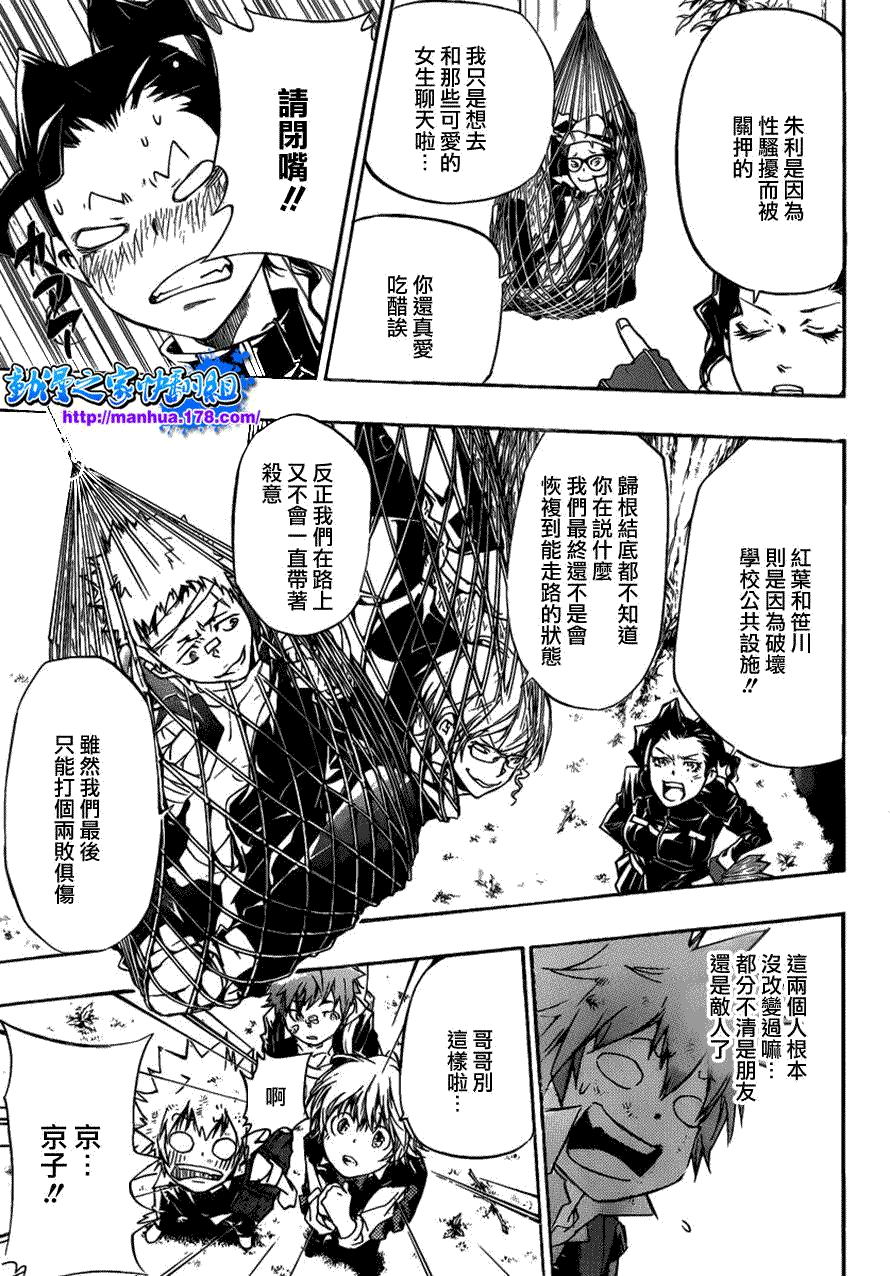 朱利是因為
性騷擾而被
關押的
我只是想去
和那些可愛的
女生聊天啦…
你還真愛
吃醋誒
請閉嘴!!
動漫之家快翻組
http://manhua.178.com/
紅葉和笹川
則是因為破壞
學校公共設施!!
歸根結底都不知道
你在説什麼
我們最終還不是會
恢複到能走路的狀態
反正我們在路上
又不會一直帶著
殺意
雖然我們最後
只能打個兩敗俱傷
這兩個人根本
沒改變過嘛…
都分不清是朋友
還是敵人了
哥哥別
這樣啦…
啊
京…
京子!!